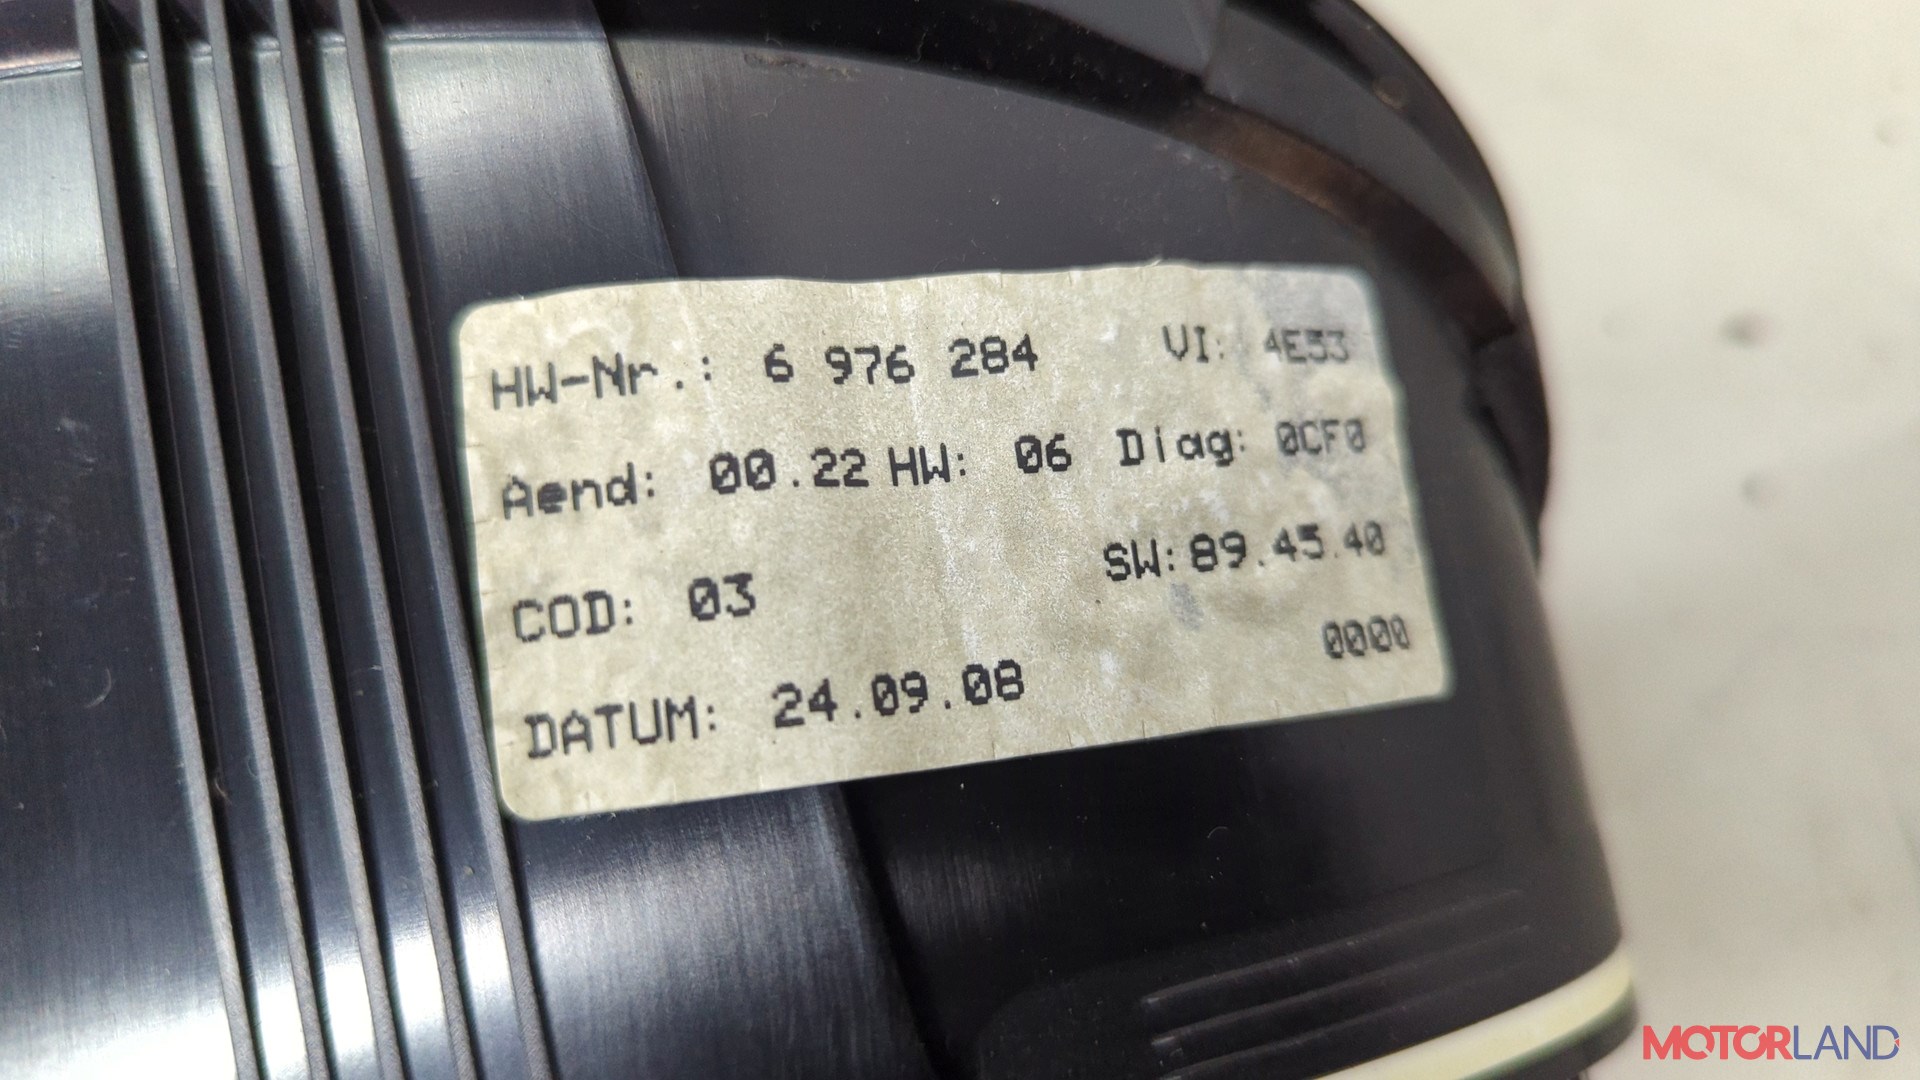 HW-Nr.: 6 976 284 VI: 4E53
Aend: 00.22 HW: 06 Diag: 0CF0
COD: 03 SW: 89.45.40
0000
DATUM: 24.09.08
MOTORLAND